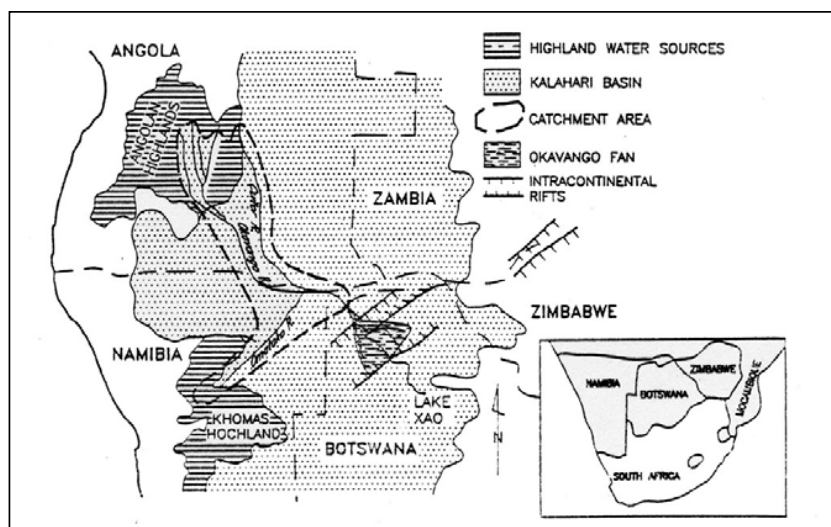 ANGOLA
HIGHLAND WATER SOURCES
KALAHARI BASIN
CATCHMENT AREA
OKAVANGO FAN
INTRACONTINENTAL
RIFTS
ANGOLAN
HIGHLANDS
ZAMBIA
Omatako R.
ZIMBABWE
NAMIBIA
LAKE
XAO
KHOMAS
HOCHLAND
BOTSWANA
N
NAMIBIA
BOTSWANA
ZIMBABWE
MOCAMBIQUE
SOUTH AFRICA